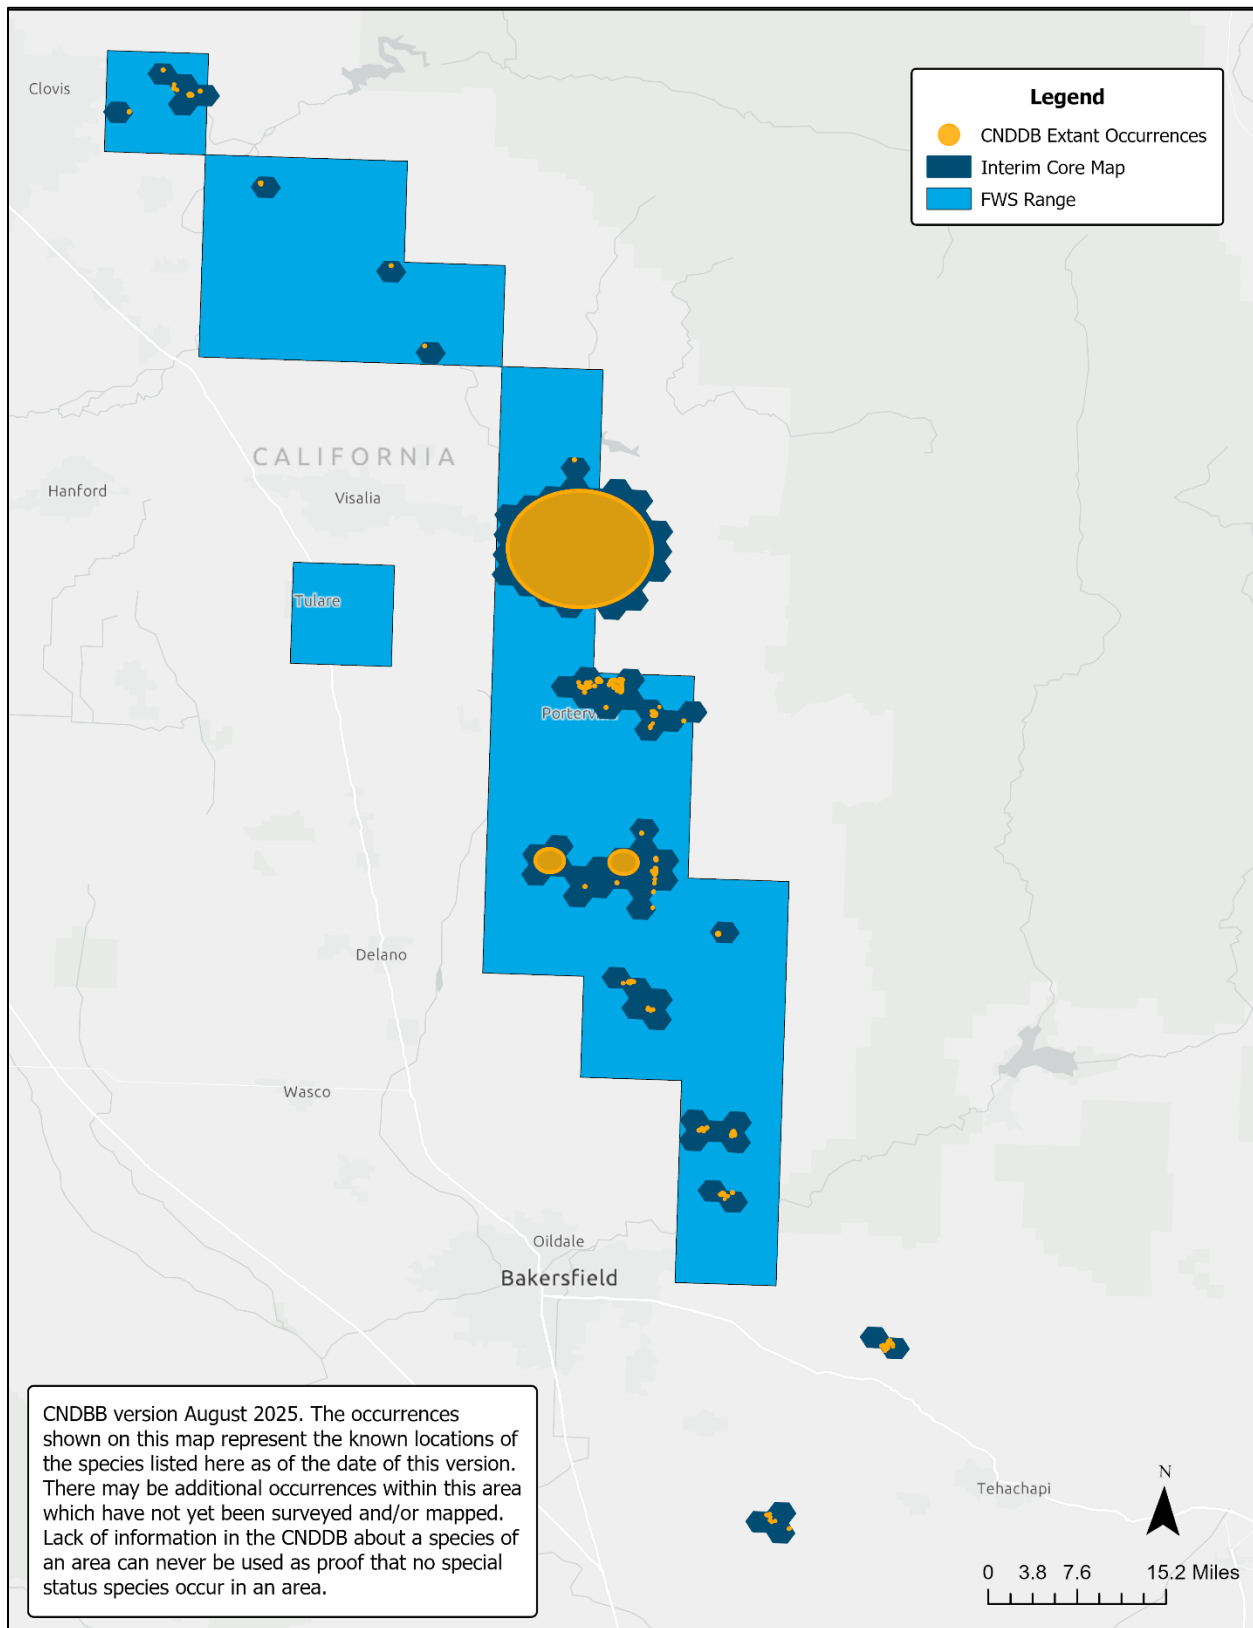 Clovis
Legend
CNDDB Extant Occurrences
Interim Core Map
FWS Range
CALIFORNIA
Hanford
Visalia
Tulare
Delano
Wasco
Oildale
Bakersfield
CNDBB version August 2025. The occurrences
shown on this map represent the known locations of
the species listed here as of the date of this version.
There may be additional occurrences within this area
which have not yet been surveyed and/or mapped.
Lack of information in the CNDDB about a species of
an area can never be used as proof that no special
status species occur in an area.
Tehachapi
N
0 3.8 7.6 15.2 Miles